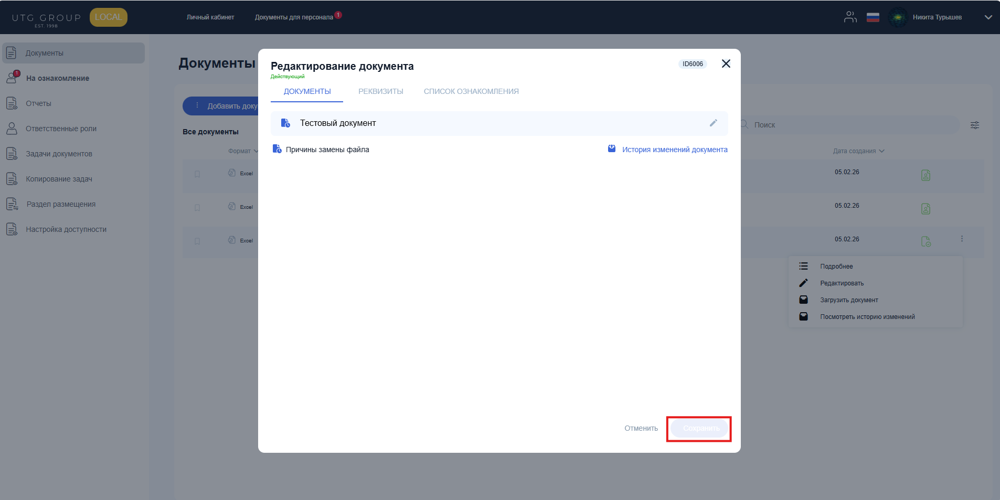 UTG GROUP
EST. 1998
LOCAL
Личный кабинет
Документы для персонала
1
Никита Турышев
Документы
1
На ознакомление
Отчеты
Ответственные роли
Задачи документов
Копирование задач
Раздел размещения
Настройка доступности
Документы
Добавить доку
Все документы
Поиск
Формат
Дата создания
Excel
05.02.26
Excel
05.02.26
Excel
05.02.26
Подробнее
Редактировать
Загрузить документ
Посмотреть историю изменений
Редактирование документа
ID6006
Действующий
ДОКУМЕНТЫ
РЕКВИЗИТЫ
СПИСОК ОЗНАКОМЛЕНИЯ
Тестовый документ
Причины замены файла
История изменений документа
Отменить
Сохранить